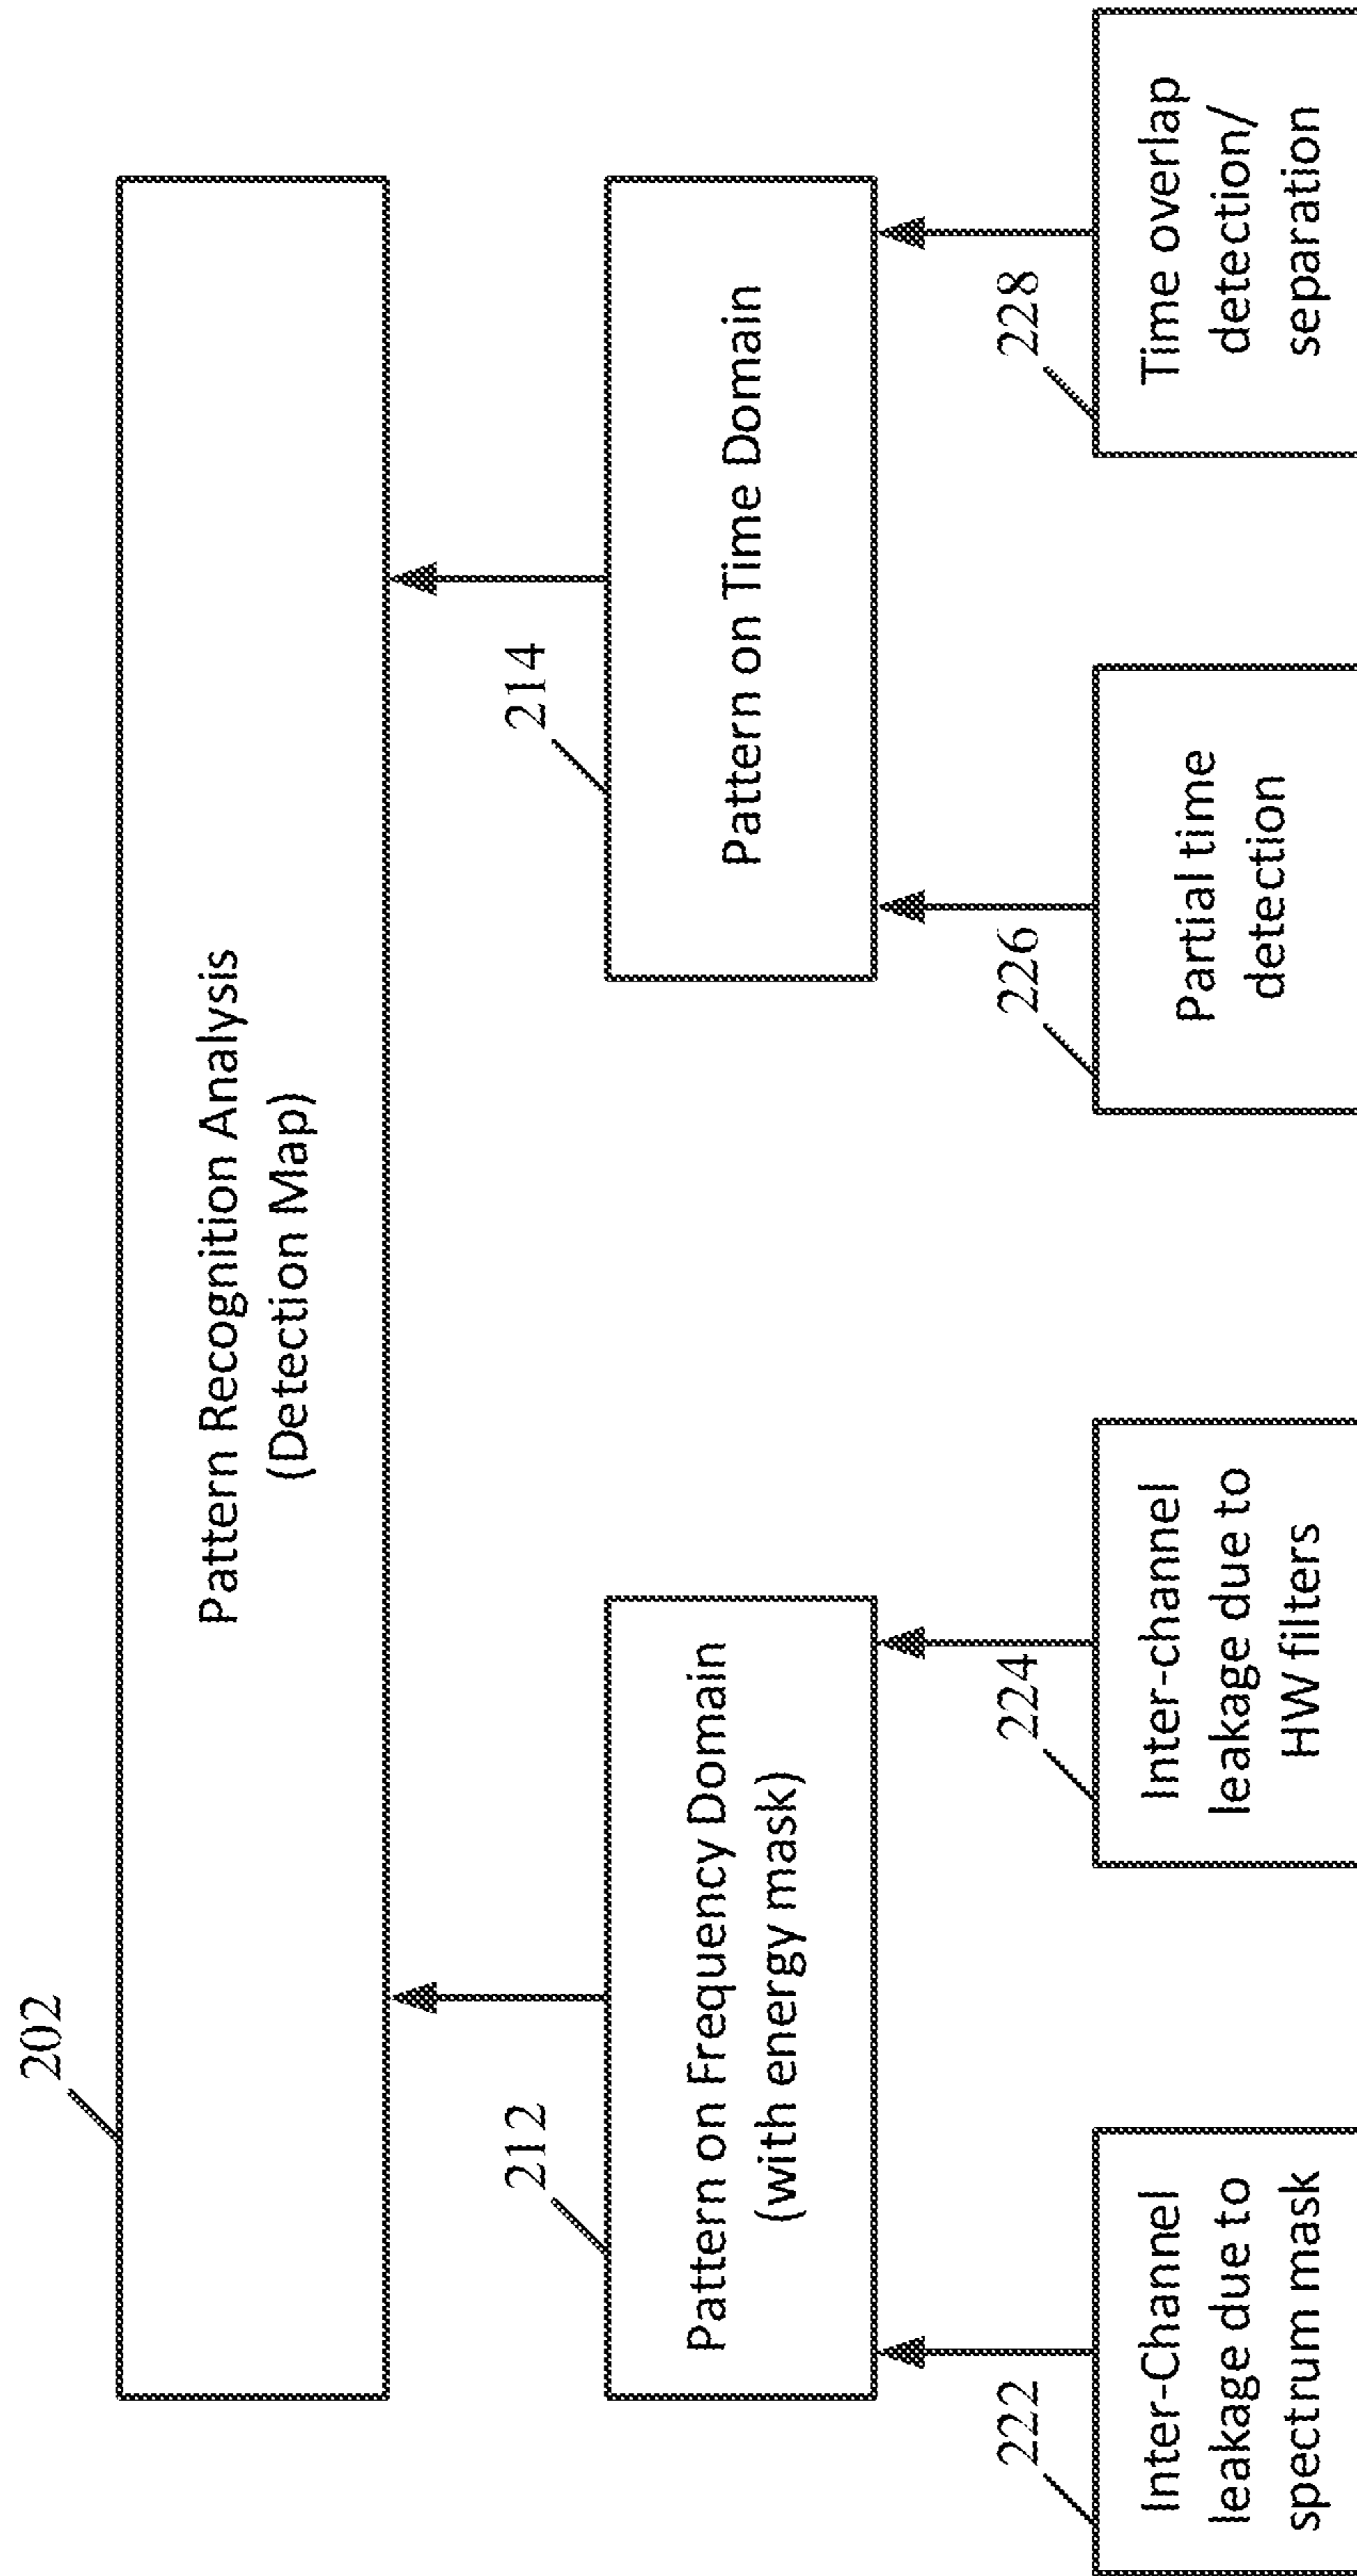 202
Pattern Recognition Analysis
(Detection Map)
212
Pattern on Frequency Domain
(with energy mask)
214
Pattern on Time Domain
222
Inter-Channel
leakage due to
spectrum mask
224
Inter-channel
leakage due to
HW filters
226
Partial time
detection
228
Time overlap
detection/
separation